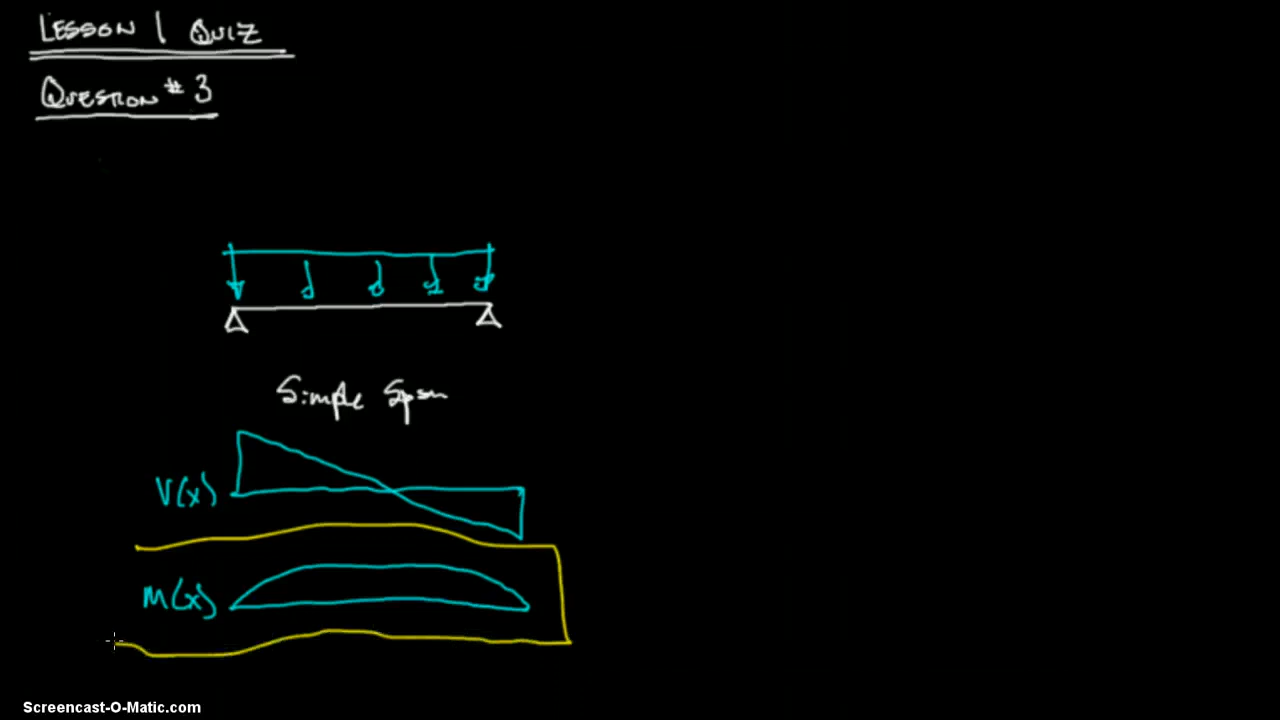 LESSON 1 QUIZ
QUESTION # 3
Simple Span
V(x)
M(x)
Screencast-O-Matic.com